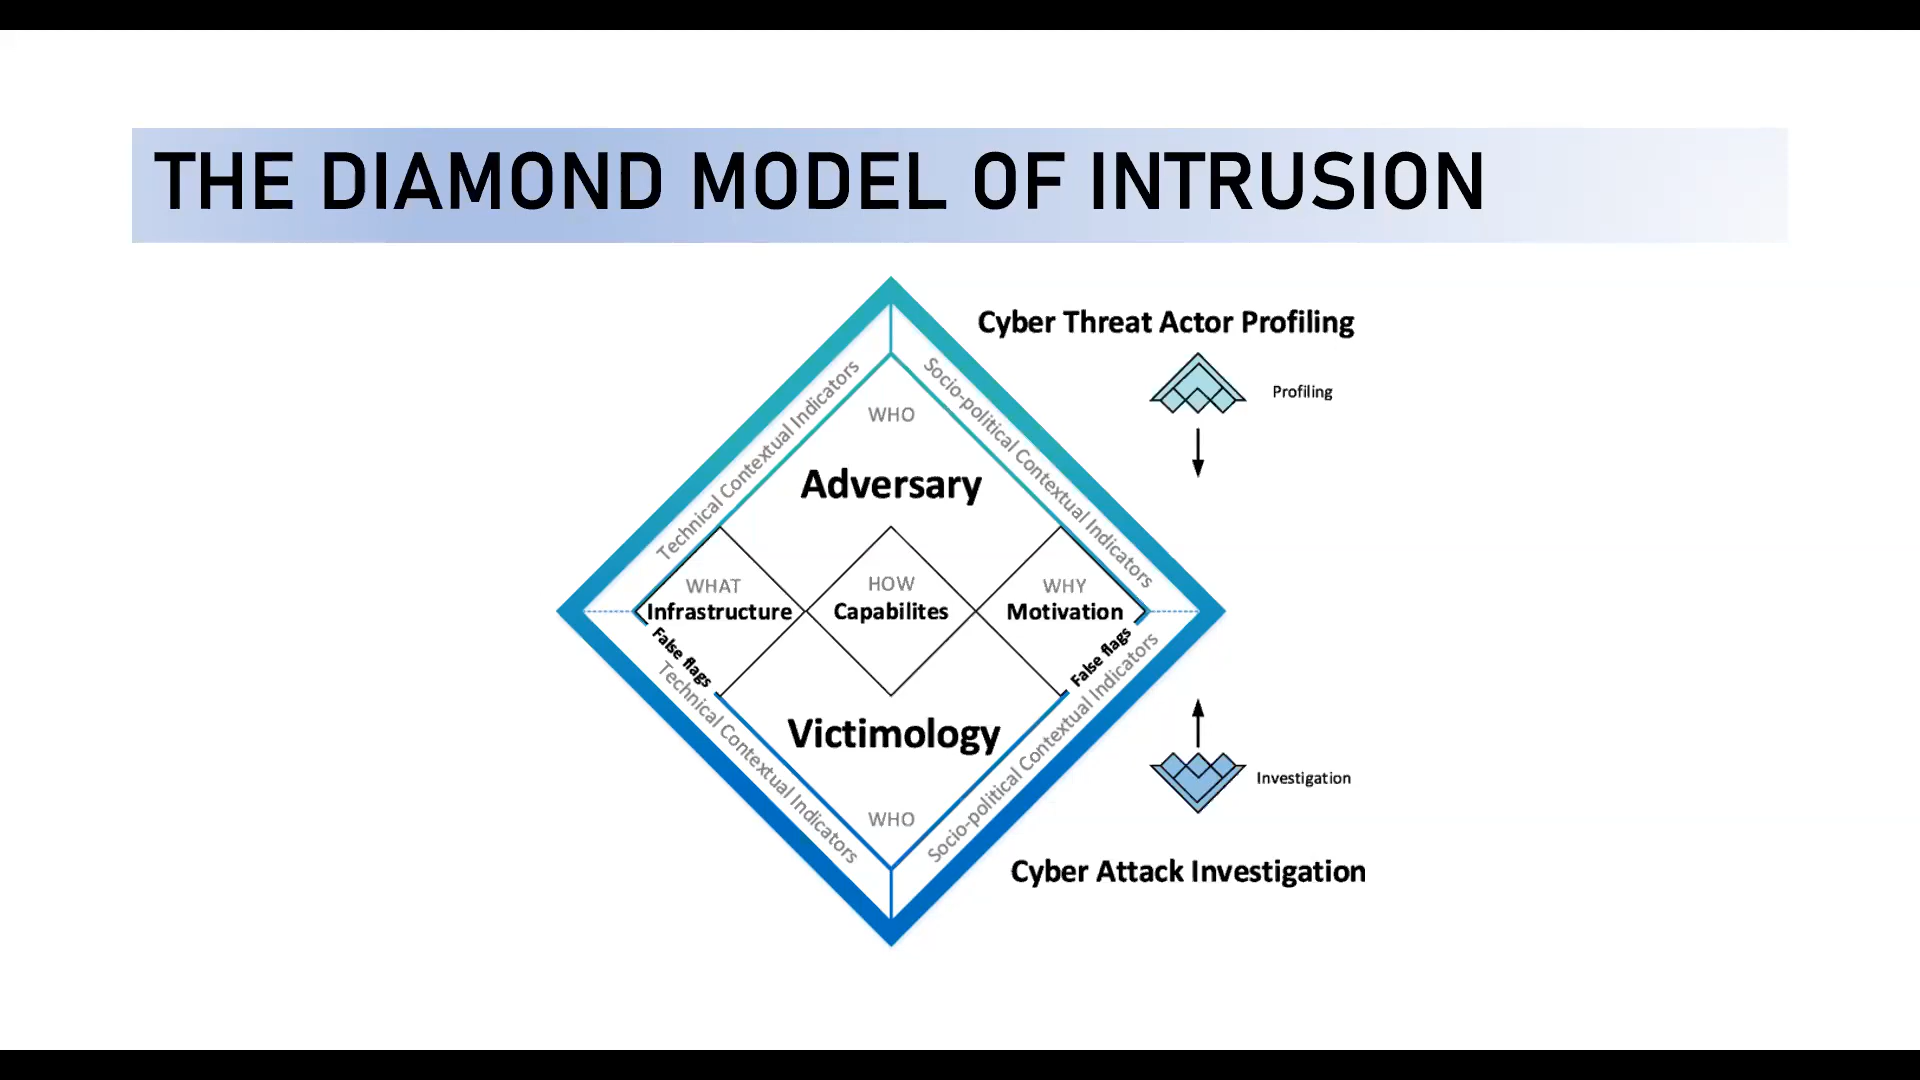 THE DIAMOND MODEL OF INTRUSION
Cyber Threat Actor Profiling
Profiling
Technical Contextual Indicators
Socio-political Contextual Indicators
WHO
Adversary
WHAT
Infrastructure
HOW
Capabilites
WHY
Motivation
False flags
False flags
Technical Contextual Indicators
Socio-political Contextual Indicators
Victimology
WHO
Investigation
Cyber Attack Investigation